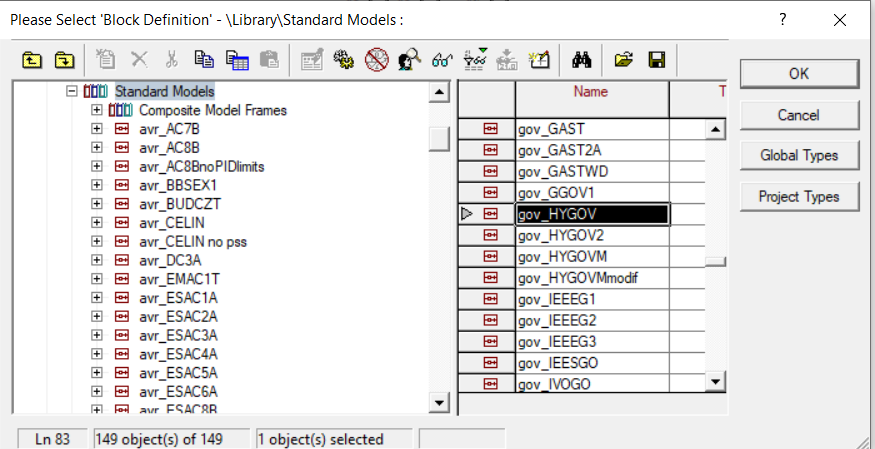 Please Select 'Block Definition' - \Library\Standard Models :
?
Standard Models
Composite Model Frames
avr_AC7B
avr_AC8B
avr_AC8BnoPIDlimits
avr_BBSEX1
avr_BUDCZT
avr_CELIN
avr_CELIN no pss
avr_DC3A
avr_EMAC1T
avr_ESAC1A
avr_ESAC2A
avr_ESAC3A
avr_ESAC4A
avr_ESAC5A
avr_ESAC6A
avr_ESAC8B
Name T
gov_GAST
gov_GAST2A
gov_GASTWD
gov_GGOV1
gov_HYGOV
gov_HYGOV2
gov_HYGOVM
gov_HYGOVMmodif
gov_IEEEG1
gov_IEEEG2
gov_IEEEG3
gov_IEESGO
gov_IVOGO
OK
Cancel
Global Types
Project Types
Ln 83 149 object(s) of 149 1 object(s) selected